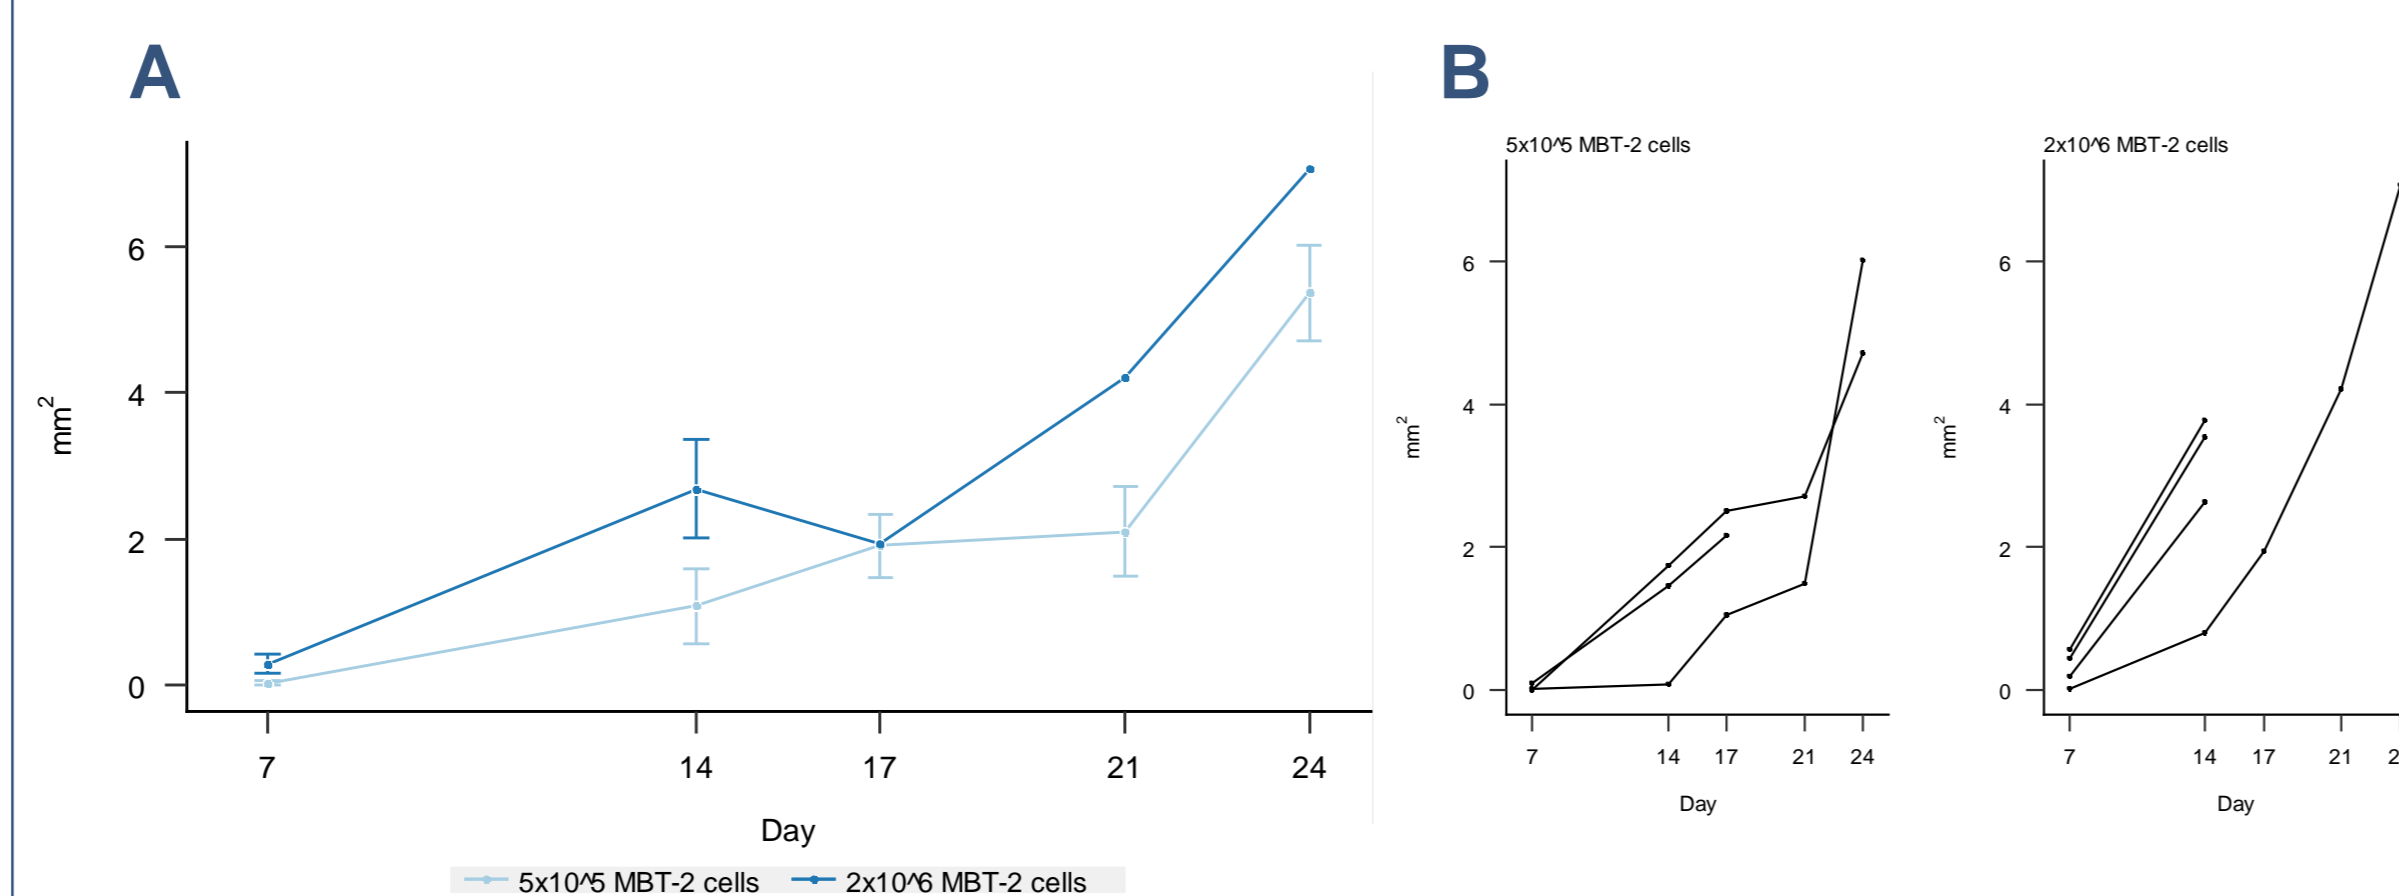 A
6
4
2
0
mm²
7 14 17 21 24
Day
5x10^5 MBT-2 cells 2x10^6 MBT-2 cells
B
5x10^5 MBT-2 cells
6
4
2
0
mm²
7 14 17 21 24
Day
2x10^6 MBT-2 cells
6
4
2
0
mm²
7 14 17 21 2
Day